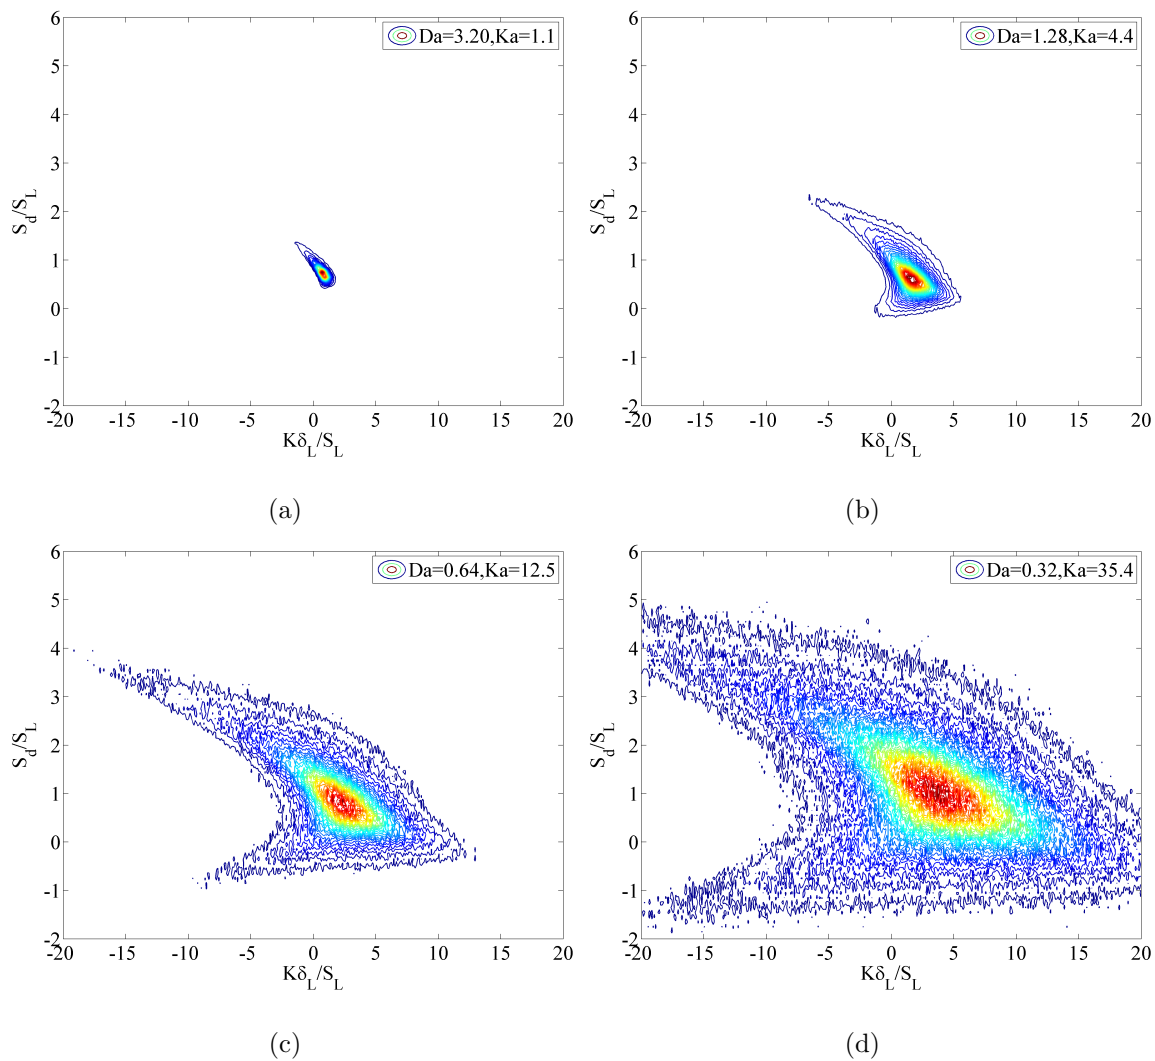 Da=3.20,Ka=1.1
6
5
4
3
2
1
0
-1
-2
S_d/S_L
-20 -15 -10 -5 0 5 10 15 20
Kδ_L/S_L
(a)
Da=1.28,Ka=4.4
6
5
4
3
2
1
0
-1
-2
S_d/S_L
-20 -15 -10 -5 0 5 10 15 20
Kδ_L/S_L
(b)
Da=0.64,Ka=12.5
6
5
4
3
2
1
0
-1
-2
S_d/S_L
-20 -15 -10 -5 0 5 10 15 20
Kδ_L/S_L
(c)
Da=0.32,Ka=35.4
6
5
4
3
2
1
0
-1
-2
S_d/S_L
-20 -15 -10 -5 0 5 10 15 20
Kδ_L/S_L
(d)